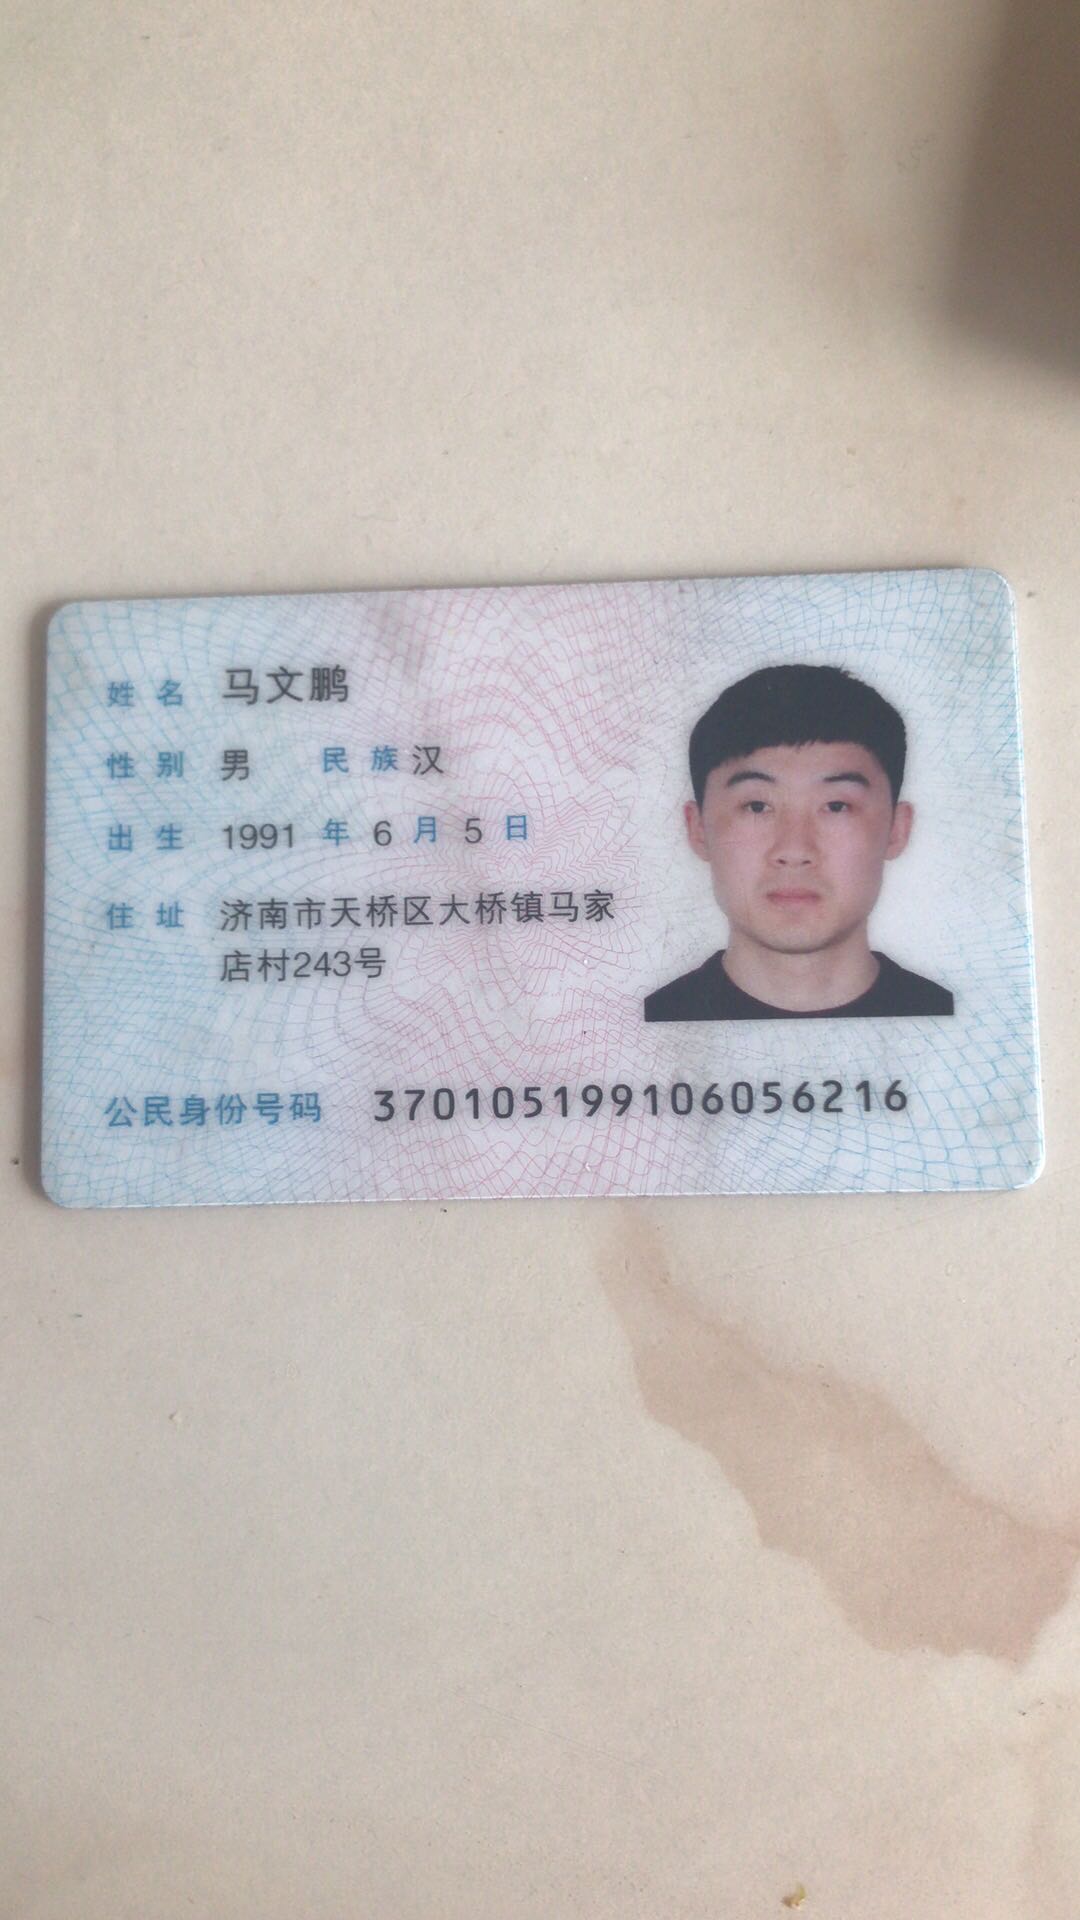 姓名 马文鹏
性别 男 民族 汉
出生 1991 年 6 月 5 日
住址 济南市天桥区大桥镇马家
店村243号
公民身份号码 370105199106056216